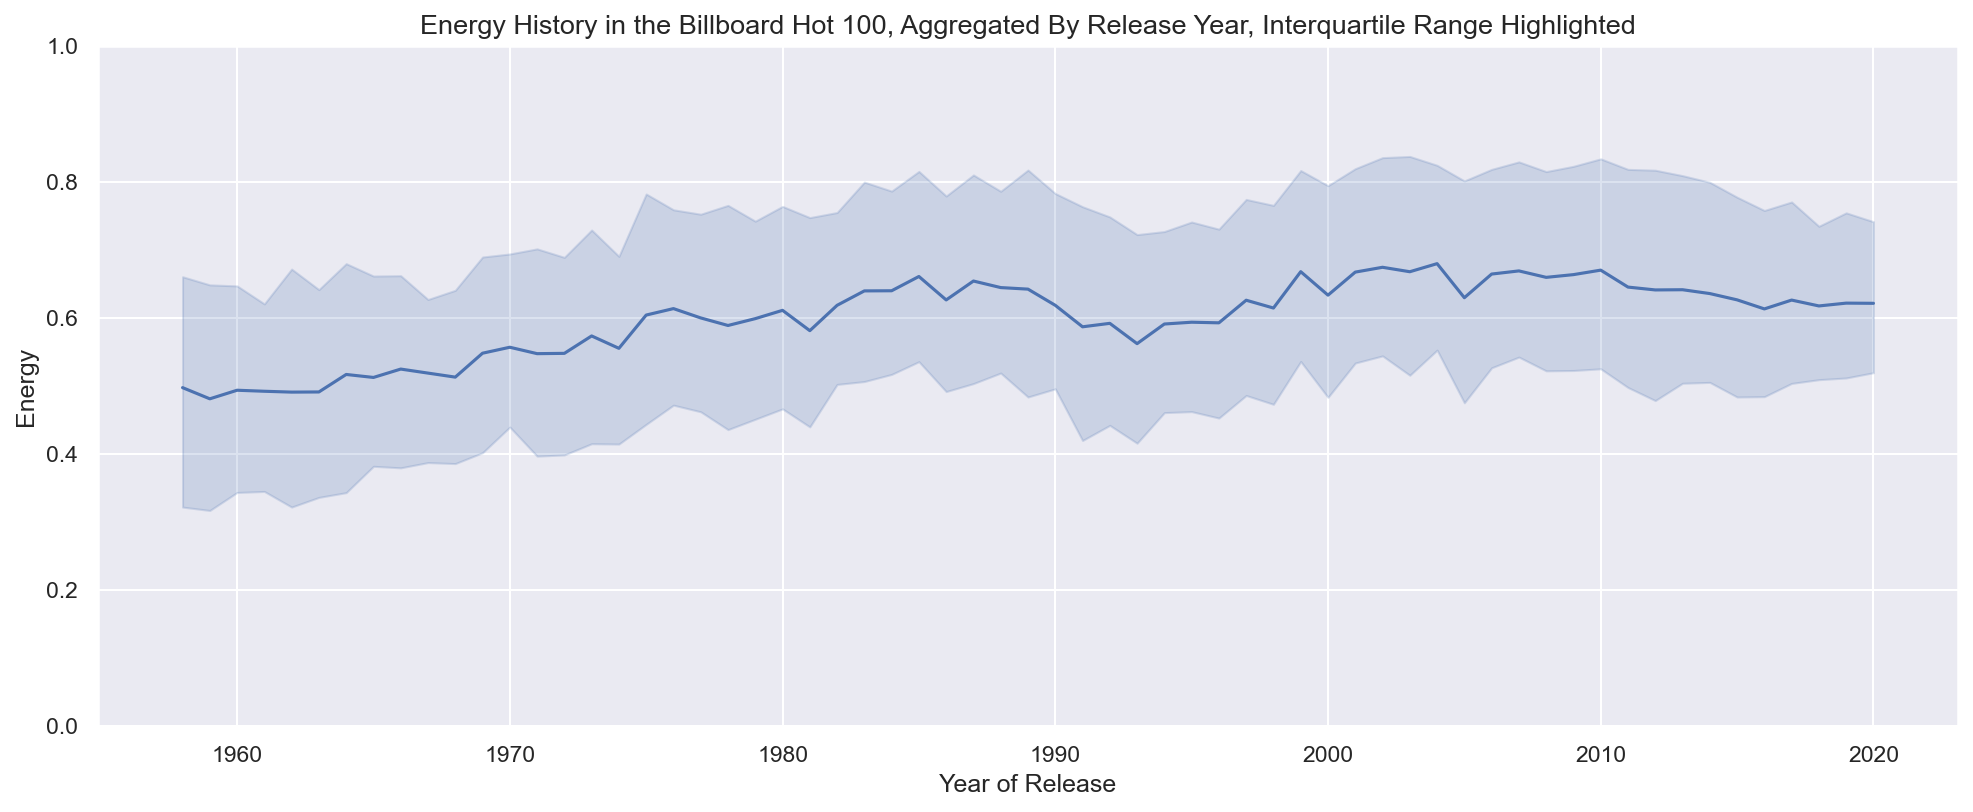 Energy History in the Billboard Hot 100, Aggregated By Release Year, Interquartile Range Highlighted
1.0
0.8
0.6
0.4
0.2
0.0
Energy
1960 1970 1980 1990 2000 2010 2020
Year of Release